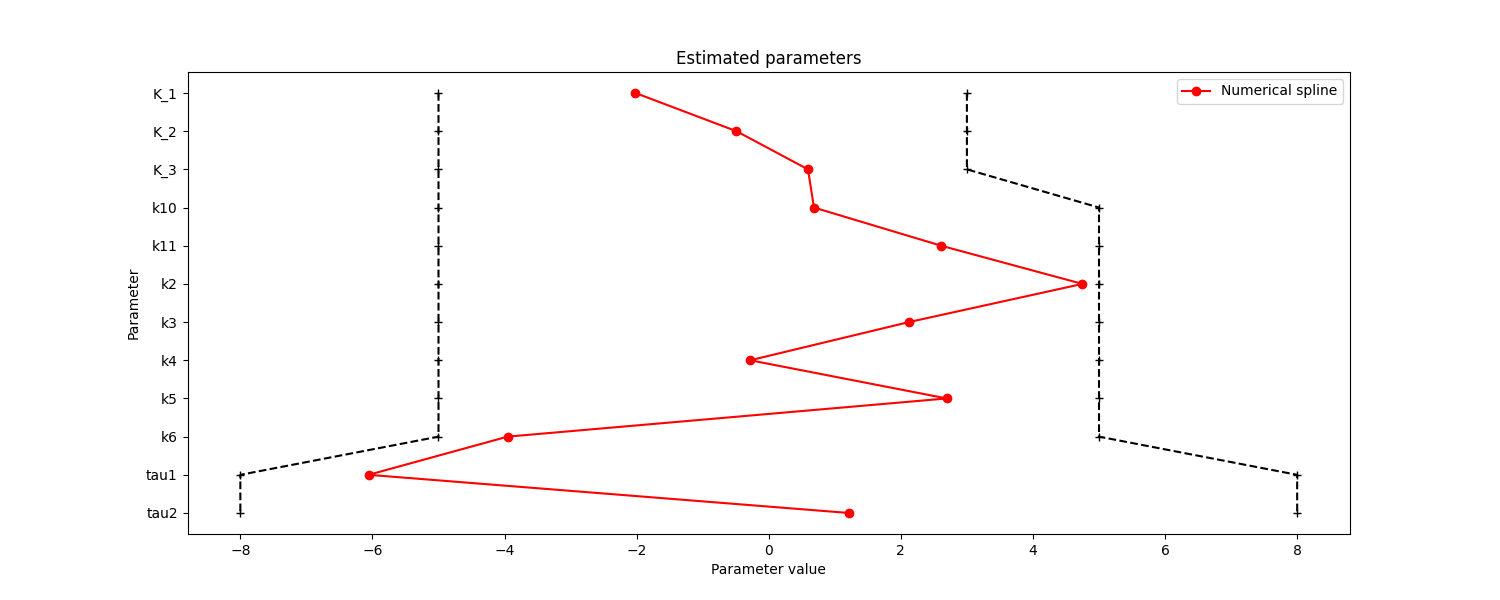 Estimated parameters
Numerical spline
Parameter
K_1
K_2
K_3
k10
k11
k2
k3
k4
k5
k6
tau1
tau2
−8 −6 −4 −2 0 2 4 6 8
Parameter value